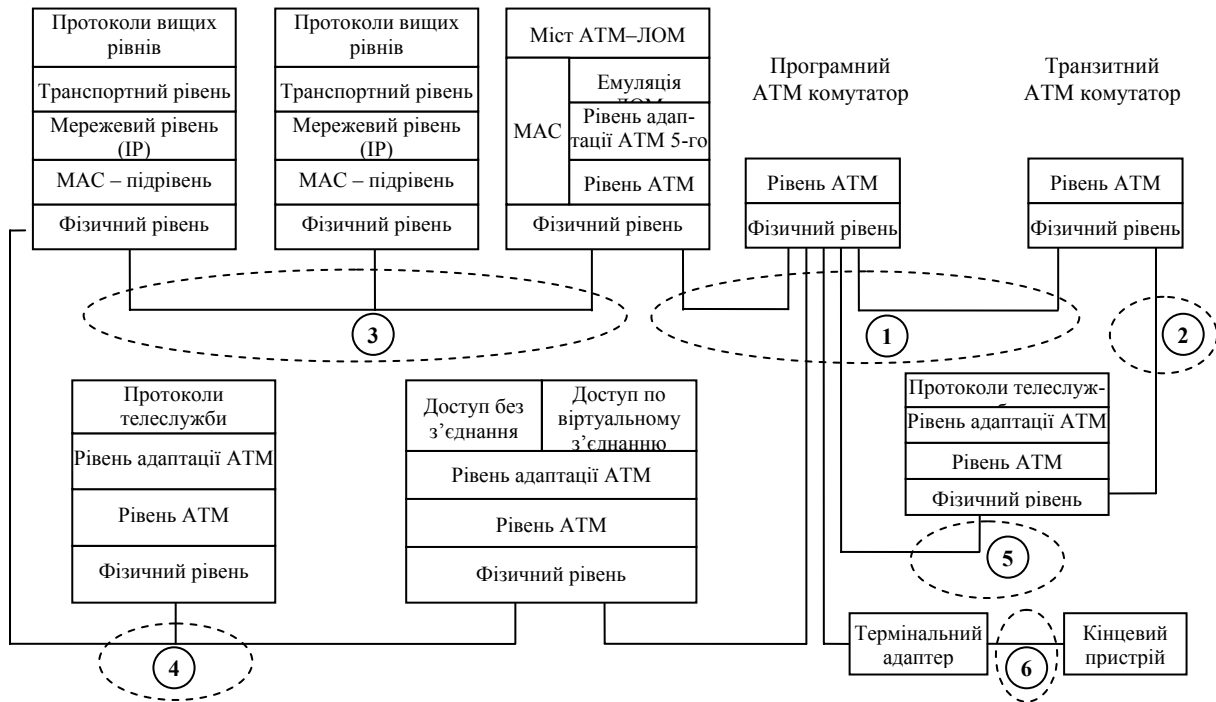 Протоколи вищих
рівнів
Транспортний рівень
Мережевий рівень
(IP)
МАС – підрівень
Фізичний рівень
Протоколи вищих
рівнів
Транспортний рівень
Мережевий рівень
(IP)
МАС – підрівень
Фізичний рівень
Міст АТМ–ЛОМ
МАС
Емуляція
ЛОМ
Рівень адап-
тації АТМ 5-го
Рівень АТМ
Фізичний рівень
Програмний
АТМ комутатор
Рівень АТМ
Фізичний рівень
Транзитний
АТМ комутатор
Рівень АТМ
Фізичний рівень
3
1
2
Протоколи
телеслужби
Рівень адаптації АТМ
Рівень АТМ
Фізичний рівень
Доступ без
з’єднання
Доступ по
віртуальному
з’єднанню
Рівень адаптації АТМ
Рівень АТМ
Фізичний рівень
Протоколи телеслуж-
Рівень адаптації АТМ
Рівень АТМ
Фізичний рівень
5
4
Термінальний
адаптер
6
Кінцевий
пристрій